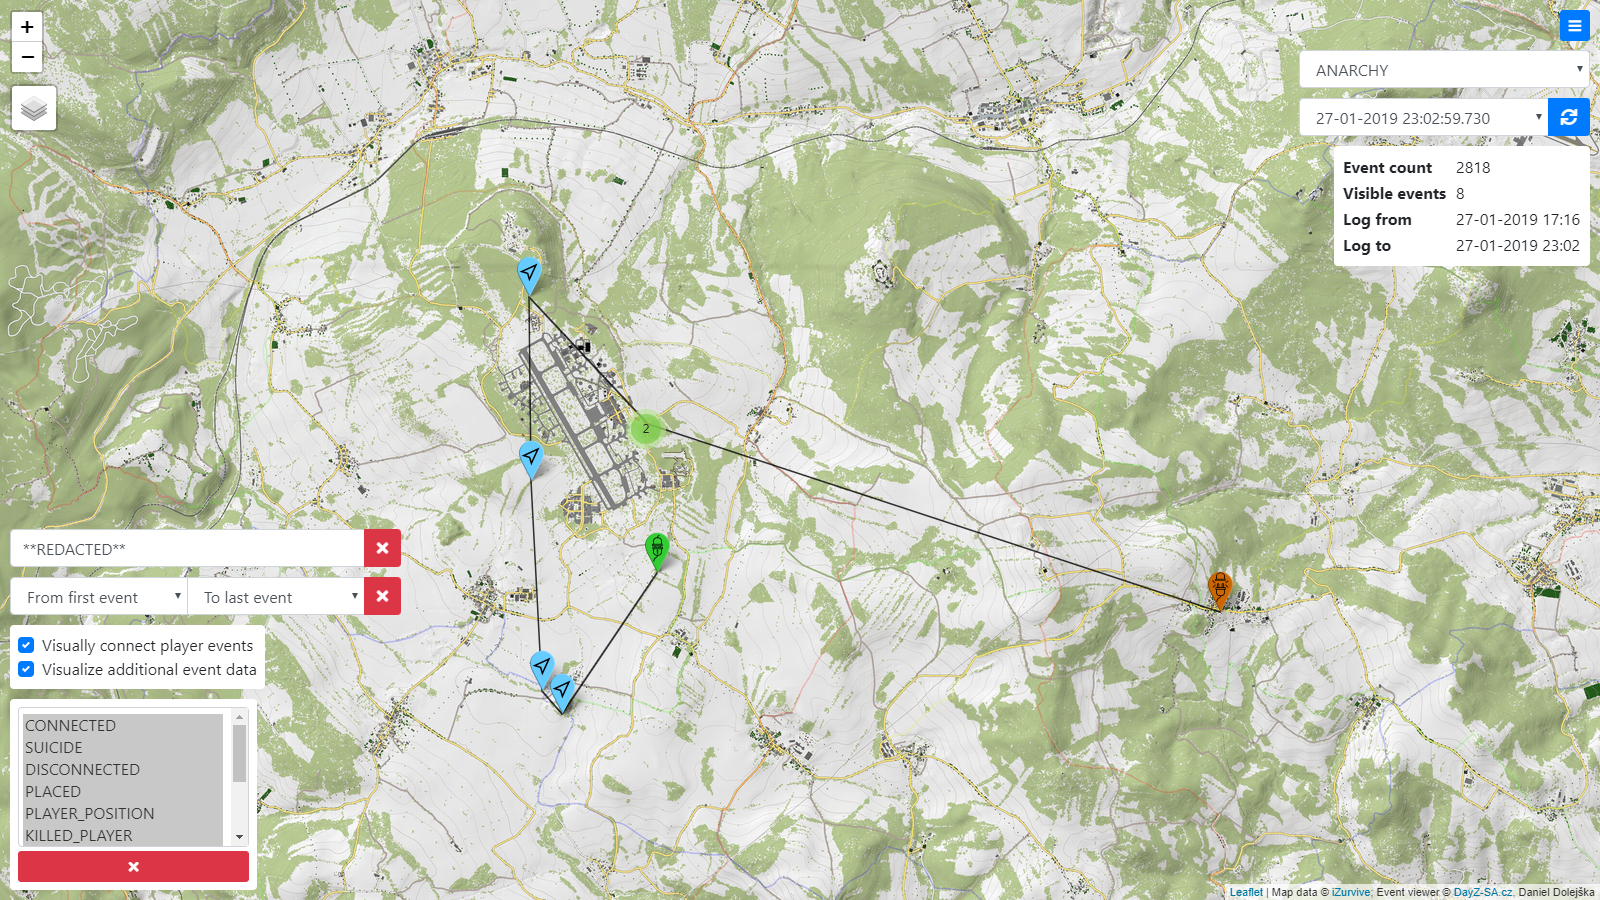 +
−
ANARCHY
27-01-2019 23:02:59.730
Event count 2818
Visible events 8
Log from 27-01-2019 17:16
Log to 27-01-2019 23:02
2
**REDACTED**
From first event To last event
Visually connect player events
Visualize additional event data
CONNECTED
SUICIDE
DISCONNECTED
PLACED
PLAYER_POSITION
KILLED_PLAYER
Leaflet | Map data © iZurvive; Event viewer © DayZ-SA.cz, Daniel Dolejška